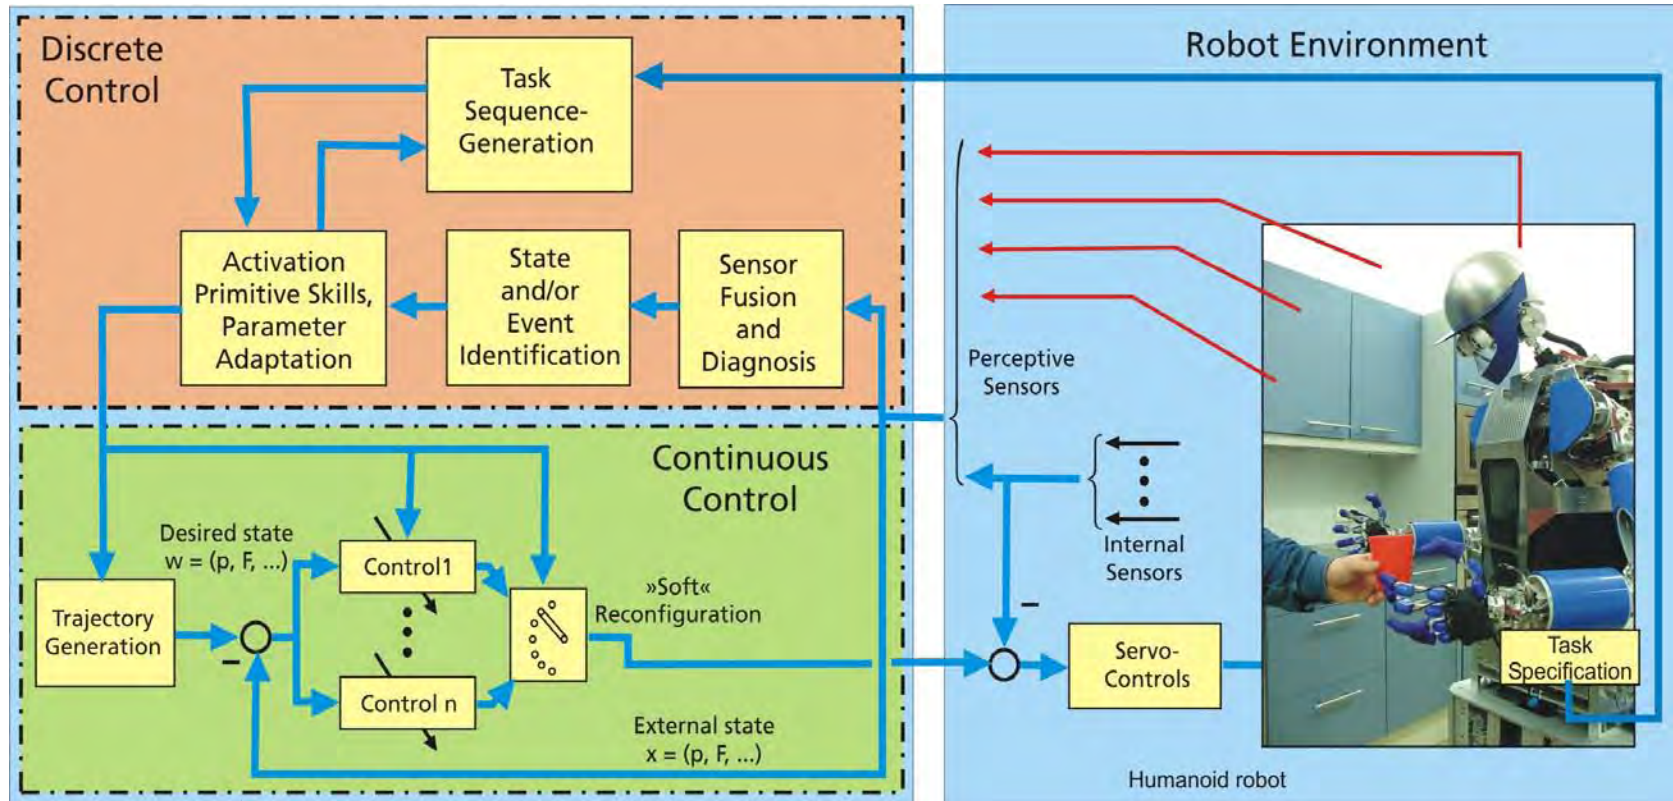 Discrete
Control
Task
Sequence-
Generation
Activation
Primitive Skills,
Parameter
Adaptation
State
and/or
Event
Identification
Sensor
Fusion
and
Diagnosis
Continuous
Control
Desired state
w = (p, F, ...)
Trajectory
Generation
–
Control1
Control n
»Soft«
Reconfiguration
External state
x = (p, F, ...)
Robot Environment
Perceptive
Sensors
Internal
Sensors
–
Servo-
Controls
Task
Specification
Humanoid robot